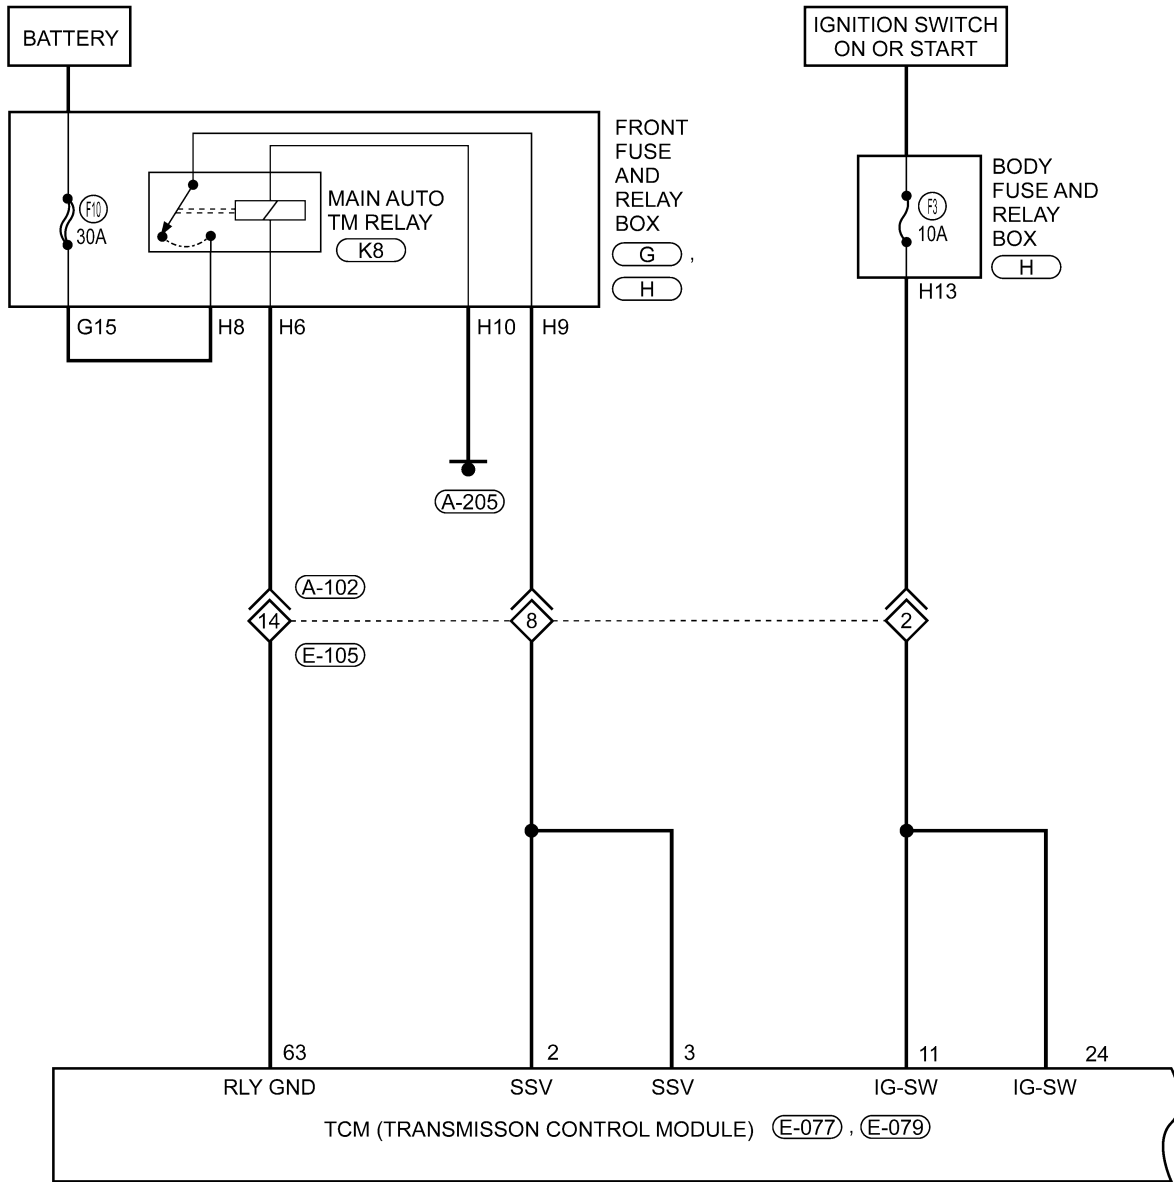 BATTERY
IGNITION SWITCH
ON OR START
FRONT
FUSE
AND
RELAY
BOX
G ,
H
MAIN AUTO
TM RELAY
K8
F10
30A
BODY
FUSE AND
RELAY
BOX
H
F3
10A
G15
H8
H6
H10
H9
H13
A-205
A-102
14
8
2
E-105
63
2
3
11
24
RLY GND
SSV
SSV
IG-SW
IG-SW
TCM (TRANSMISSON CONTROL MODULE) E-077 , E-079